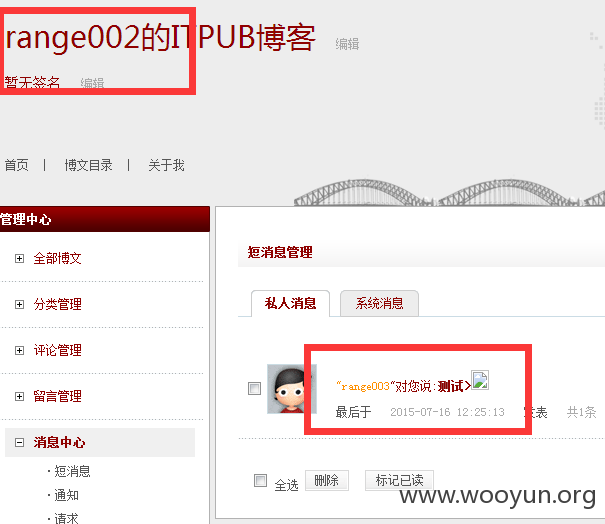 range002的ITPUB博客 编辑
暂无签名 编辑
首页 | 博文目录 | 关于我
管理中心
全部博文
分类管理
评论管理
留言管理
消息中心
·短消息
·通知
·请求
短消息管理
私人消息 系统消息
"range003"对您说:测试>
最后于 2015-07-16 12:25:13 发表 共1条
全选 删除 标记已读
www.wooyun.org